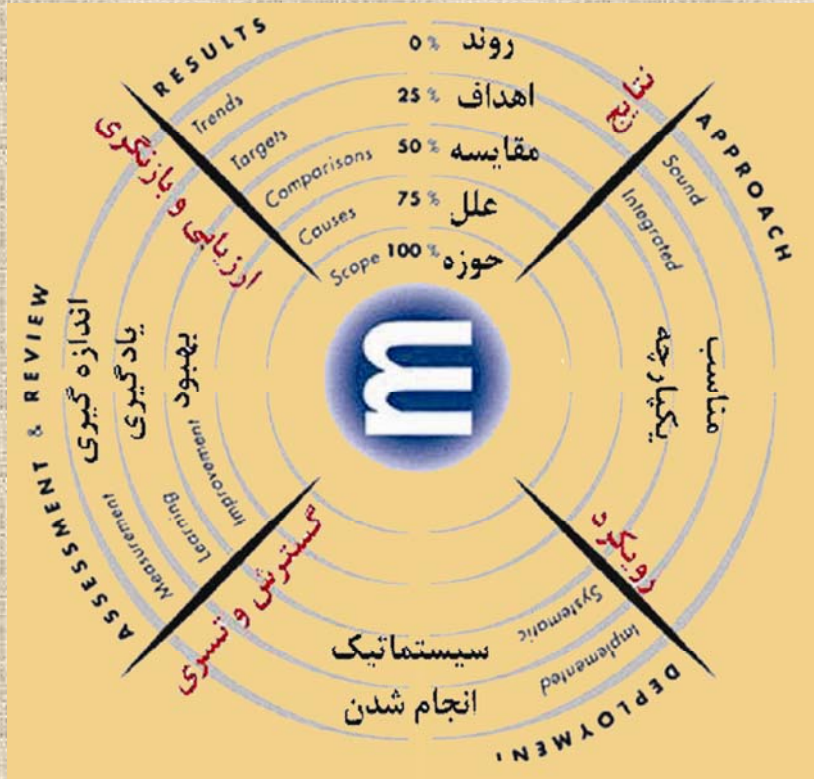 RESULTS
Trends
Targets
Comparisons
Causes
Scope
0 % روند
25 % اهداف
50 % مقایسه
75 % علل
100 % حوزه
نتایج
APPROACH
Sound
Integrated
مناسب
یکپارچه
رویکرد
DEPLOYMENT
Implemented
Systematic
سیستماتیک
انجام شدن
گسترش و تسری
ASSESSMENT & REVIEW
Measurement
Learning
Improvement
اندازه گیری
یادگیری
بهبود
ارزیابی و بازنگری
m